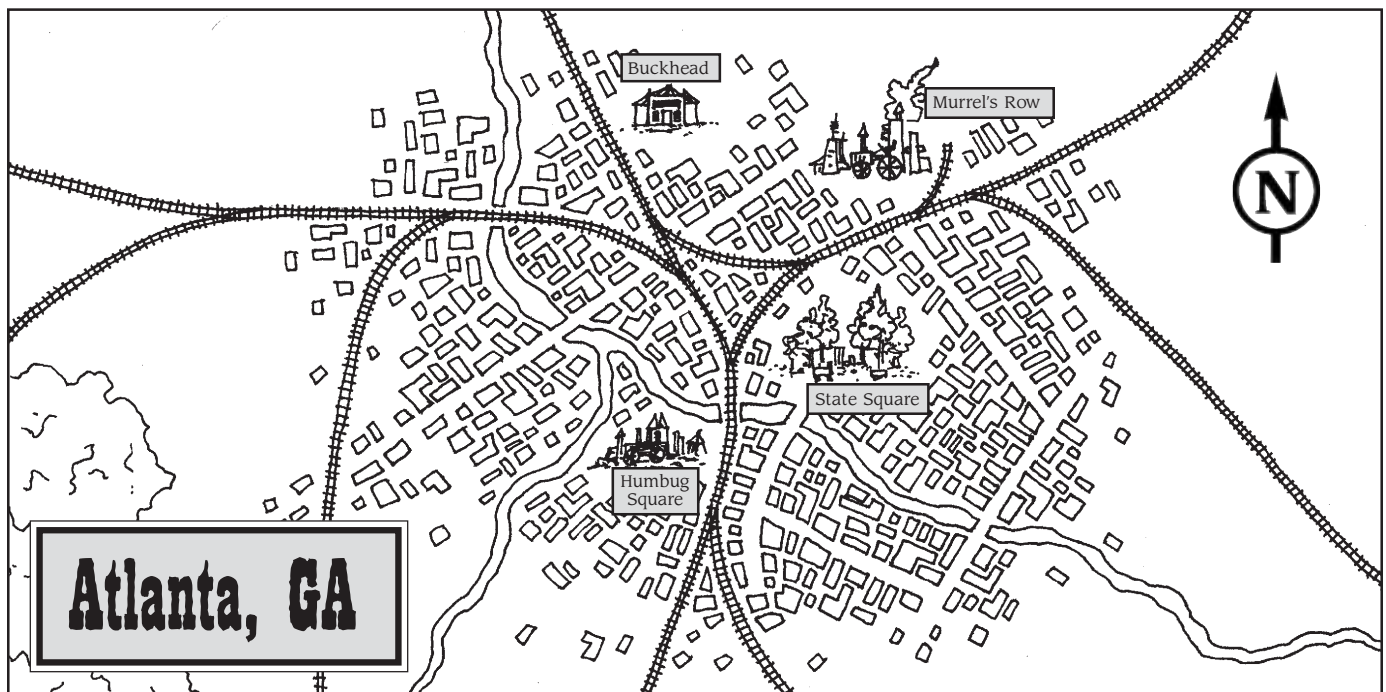 Buckhead
Murrel's Row
N
State Square
Humbug
Square
Atlanta, GA